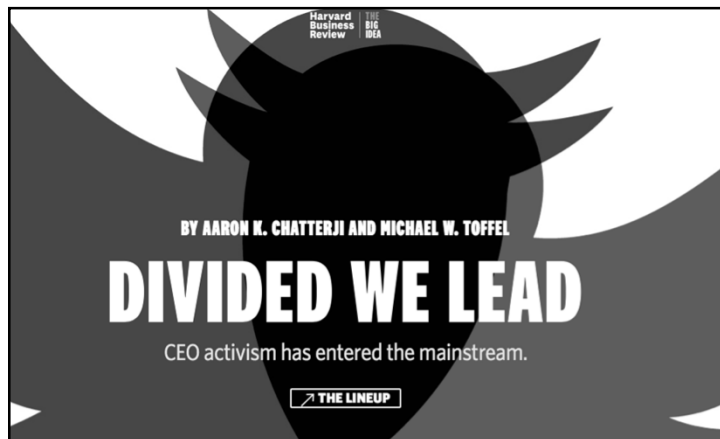 Harvard
Business
Review
THE
BIG
IDEA
BY AARON K. CHATTERJI AND MICHAEL W. TOFFEL
DIVIDED WE LEAD
CEO activism has entered the mainstream.
THE LINEUP